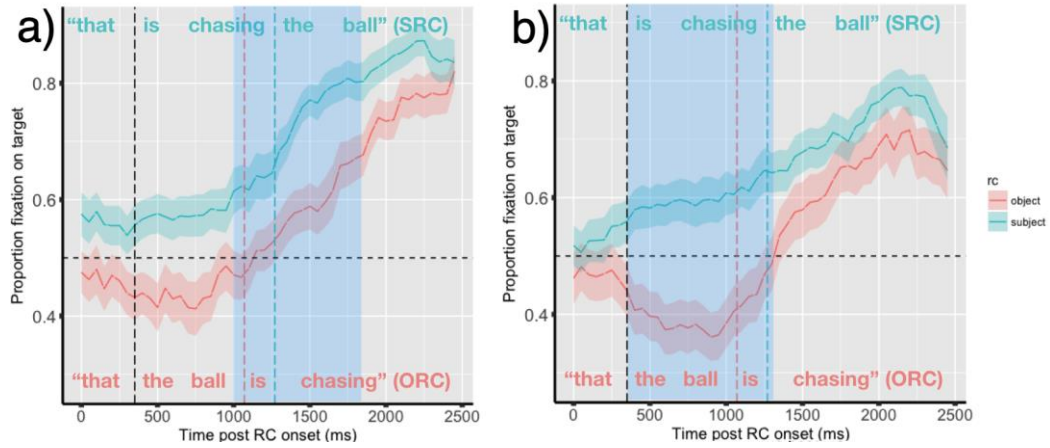 a)
"that is chasing the ball" (SRC)
0.8
0.6
0.4
Proportion fixation on target
"that the ball is chasing" (ORC)
0 500 1000 1500 2000 2500
Time post RC onset (ms)
b)
"that is chasing the ball" (SRC)
0.8
0.6
0.4
Proportion fixation on target
"that the ball is chasing" (ORC)
0 500 1000 1500 2000 2500
Time post RC onset (ms)
rc
object
subject